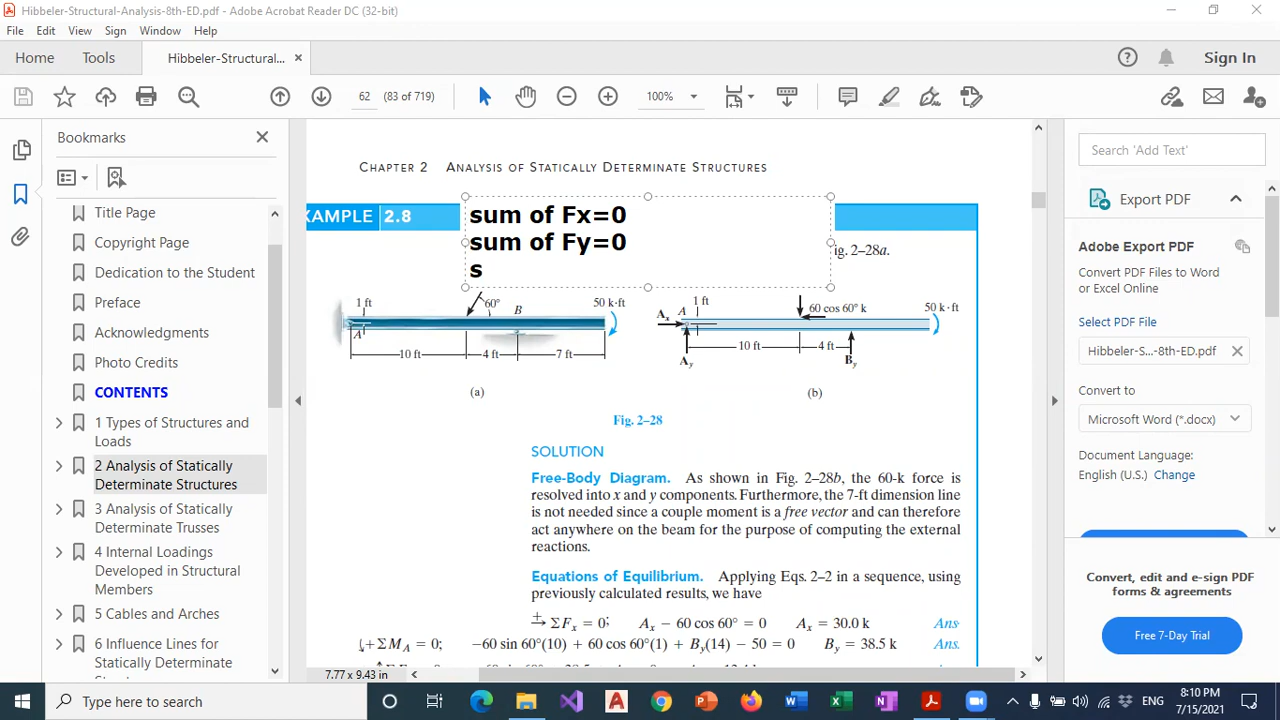 Hibbeler-Structural-Analysis-8th-ED.pdf - Adobe Acrobat Reader DC (32-bit)
File Edit View Sign Window Help
Home Tools Hibbeler-Structural... Sign In
62 (83 of 719) 100%
Bookmarks
Title Page
Copyright Page
Dedication to the Student
Preface
Acknowledgments
Photo Credits
CONTENTS
1 Types of Structures and
Loads
2 Analysis of Statically
Determinate Structures
3 Analysis of Statically
Determinate Trusses
4 Internal Loadings
Developed in Structural
Members
5 Cables and Arches
6 Influence Lines for
Statically Determinate
7.77 x 9.43 in
CHAPTER 2 ANALYSIS OF STATICALLY DETERMINATE STRUCTURES
XAMPLE 2.8
sum of Fx=0
sum of Fy=0
s
ig. 2–28a.
1 ft 60° B 50 k·ft
A
10 ft 4 ft 7 ft
(a)
A 1 ft 60 cos 60° k 50 k·ft
Ax
10 ft 4 ft
Ay By
(b)
Fig. 2–28
SOLUTION
Free-Body Diagram. As shown in Fig. 2–28b, the 60-k force is
resolved into x and y components. Furthermore, the 7-ft dimension line
is not needed since a couple moment is a free vector and can therefore
act anywhere on the beam for the purpose of computing the external
reactions.
Equations of Equilibrium. Applying Eqs. 2–2 in a sequence, using
previously calculated results, we have
+→ ΣFx = 0; Ax − 60 cos 60° = 0 Ax = 30.0 k Ans.
↓+ΣMA = 0; −60 sin 60°(10) + 60 cos 60°(1) + By(14) − 50 = 0 By = 38.5 k Ans.
Search 'Add Text'
Export PDF
Adobe Export PDF
Convert PDF Files to Word
or Excel Online
Select PDF File
Hibbeler-S...-8th-ED.pdf
Convert to
Microsoft Word (*.docx)
Document Language:
English (U.S.) Change
Convert, edit and e-sign PDF
forms & agreements
Free 7-Day Trial
Type here to search
ENG
8:10 PM
7/15/2021